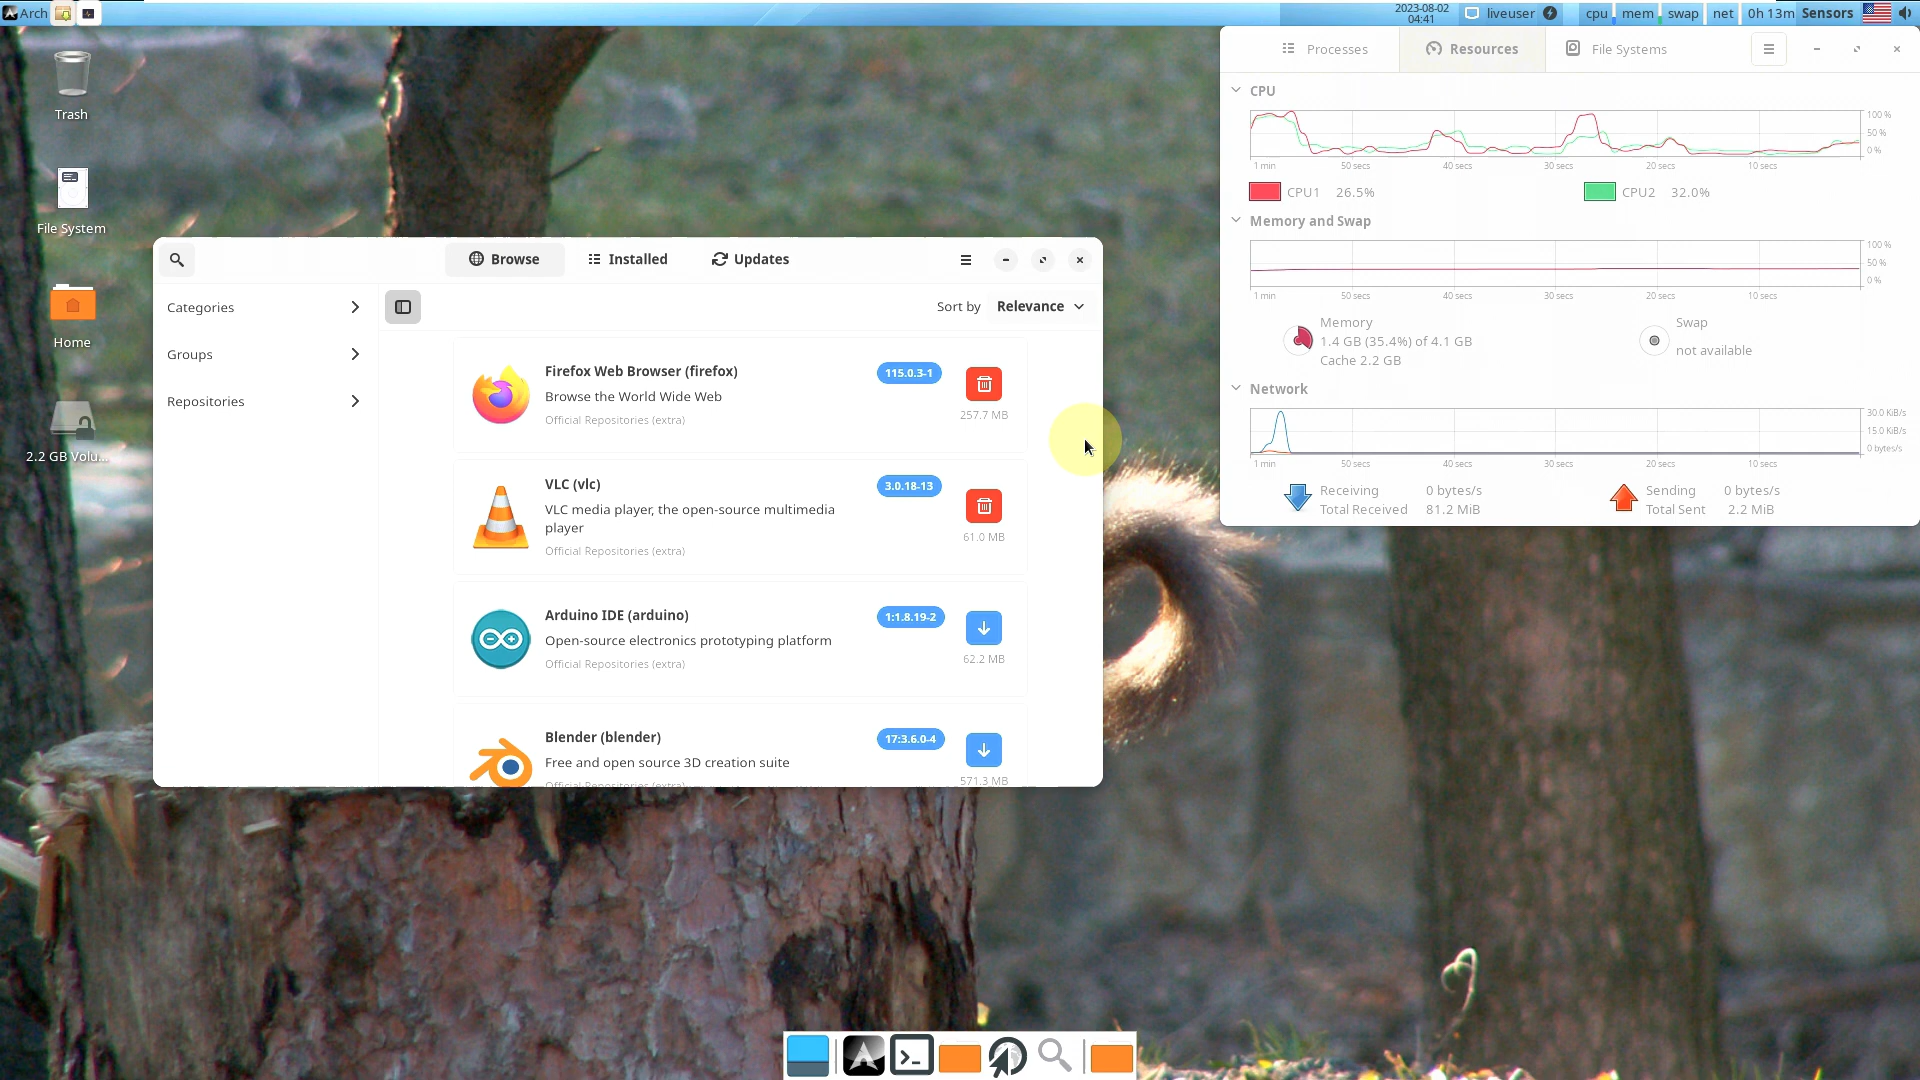 Arch
2023-08-02
04:41
liveuser
cpu
mem
swap
net
0h 13m
Sensors
Trash
File System
Home
2.2 GB Volu...
Browse
Installed
Updates
Categories
Groups
Repositories
Sort by
Relevance
Firefox Web Browser (firefox)
115.0.3-1
Browse the World Wide Web
257.7 MB
Official Repositories (extra)
VLC (vlc)
3.0.18-13
VLC media player, the open-source multimedia
player
61.0 MB
Official Repositories (extra)
Arduino IDE (arduino)
1:1.8.19-2
Open-source electronics prototyping platform
62.2 MB
Official Repositories (extra)
Blender (blender)
17:3.6.0-4
Free and open source 3D creation suite
571.3 MB
Official Repositories (extra)
Processes
Resources
File Systems
CPU
100 %
50 %
0 %
1 min
50 secs
40 secs
30 secs
20 secs
10 secs
CPU1 26.5%
CPU2 32.0%
Memory and Swap
100 %
50 %
0 %
1 min
50 secs
40 secs
30 secs
20 secs
10 secs
Memory
1.4 GB (35.4%) of 4.1 GB
Cache 2.2 GB
Swap
not available
Network
30.0 KiB/s
15.0 KiB/s
0 bytes/s
1 min
50 secs
40 secs
30 secs
20 secs
10 secs
Receiving 0 bytes/s
Total Received 81.2 MiB
Sending 0 bytes/s
Total Sent 2.2 MiB